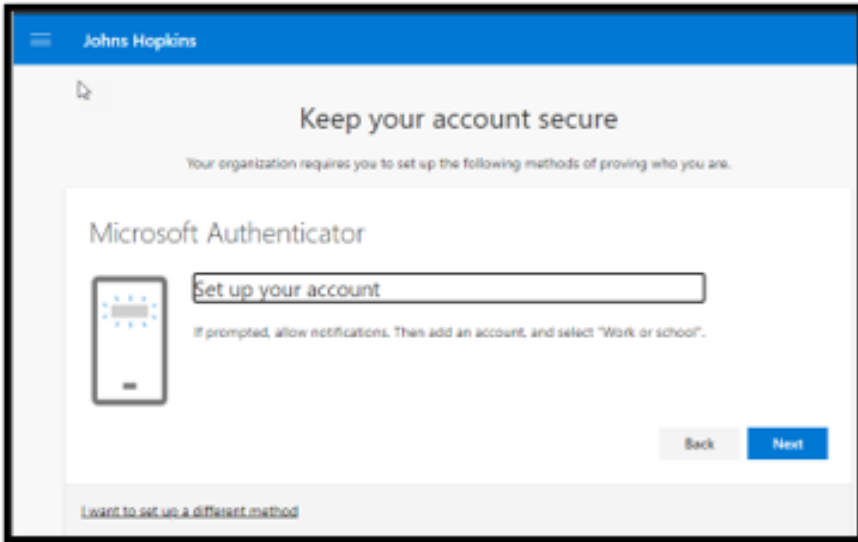 Johns Hopkins
Keep your account secure
Your organization requires you to set up the following methods of proving who you are.
Microsoft Authenticator
Set up your account
If prompted, allow notifications. Then add an account, and select "Work or school".
Back Next
I want to set up a different method